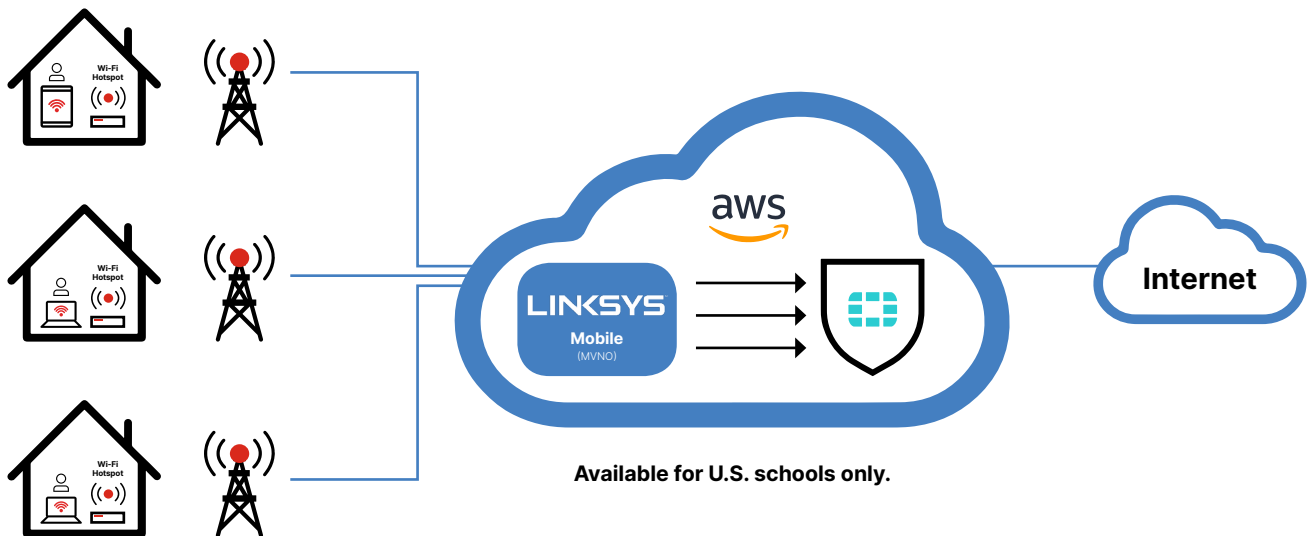 Wi-Fi
Hotspot
aws
Wi-Fi
Hotspot
LINKSYS
Mobile
(MVNO)
Internet
Wi-Fi
Hotspot
Available for U.S. schools only.